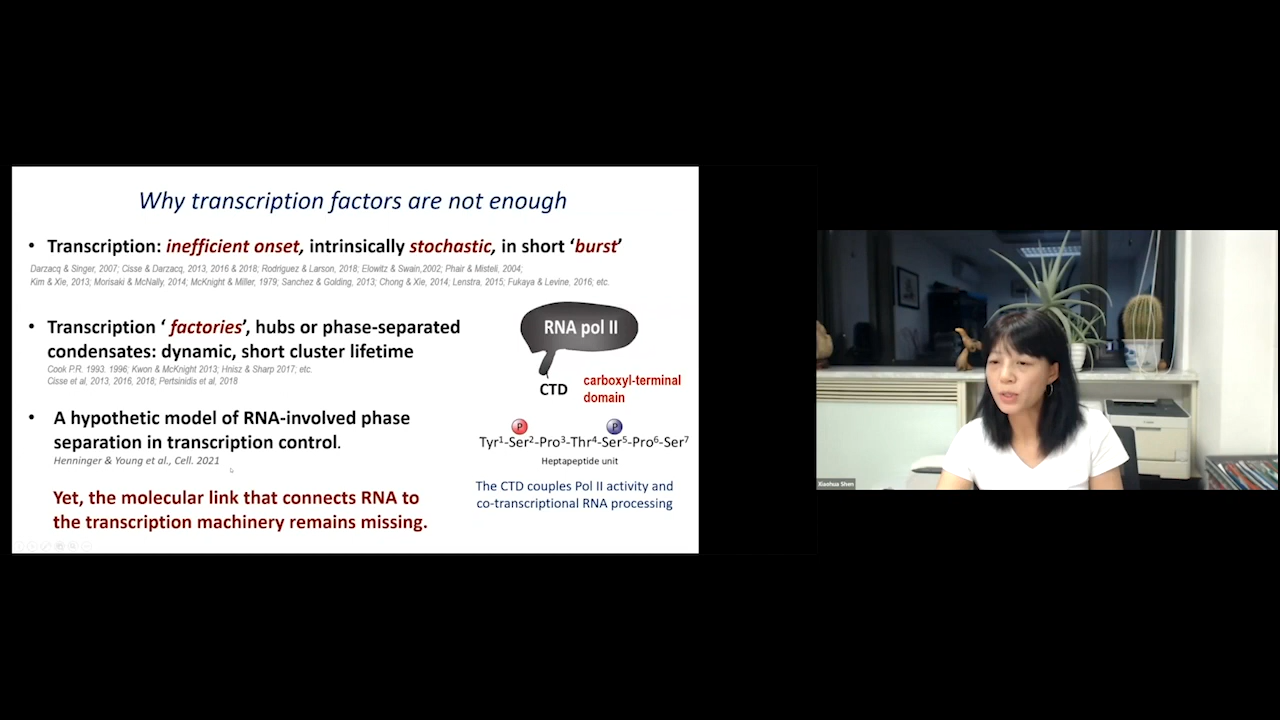 Why transcription factors are not enough
• Transcription: inefficient onset, intrinsically stochastic, in short ‘burst’
Darzacq & Singer, 2007; Cisse & Darzacq, 2013, 2016 & 2018; Rodriguez & Larson, 2018; Elowitz & Swain,2002; Phair & Misteli, 2004;
Kim & Xie, 2013; Morisaki & McNally, 2014; McKnight & Miller, 1979; Sanchez & Golding, 2013; Chong & Xie, 2014; Lenstra. 2015; Fukaya & Levine, 2016; etc.
• Transcription ‘ factories’, hubs or phase-separated
condensates: dynamic, short cluster lifetime
Cook P.R. 1993. 1996; Kwon & McKnight 2013; Hnisz & Sharp 2017; etc.
Cisse et al, 2013, 2016, 2018; Pertsinidis et al, 2018
• A hypothetic model of RNA-involved phase
separation in transcription control.
Henninger & Young et al., Cell. 2021
Yet, the molecular link that connects RNA to
the transcription machinery remains missing.
RNA pol II
CTD
carboxyl-terminal
domain
P P
Tyr¹-Ser²-Pro³-Thr⁴-Ser⁵-Pro⁶-Ser⁷
Heptapeptide unit
The CTD couples Pol II activity and
co-transcriptional RNA processing
Xiaohua Shen